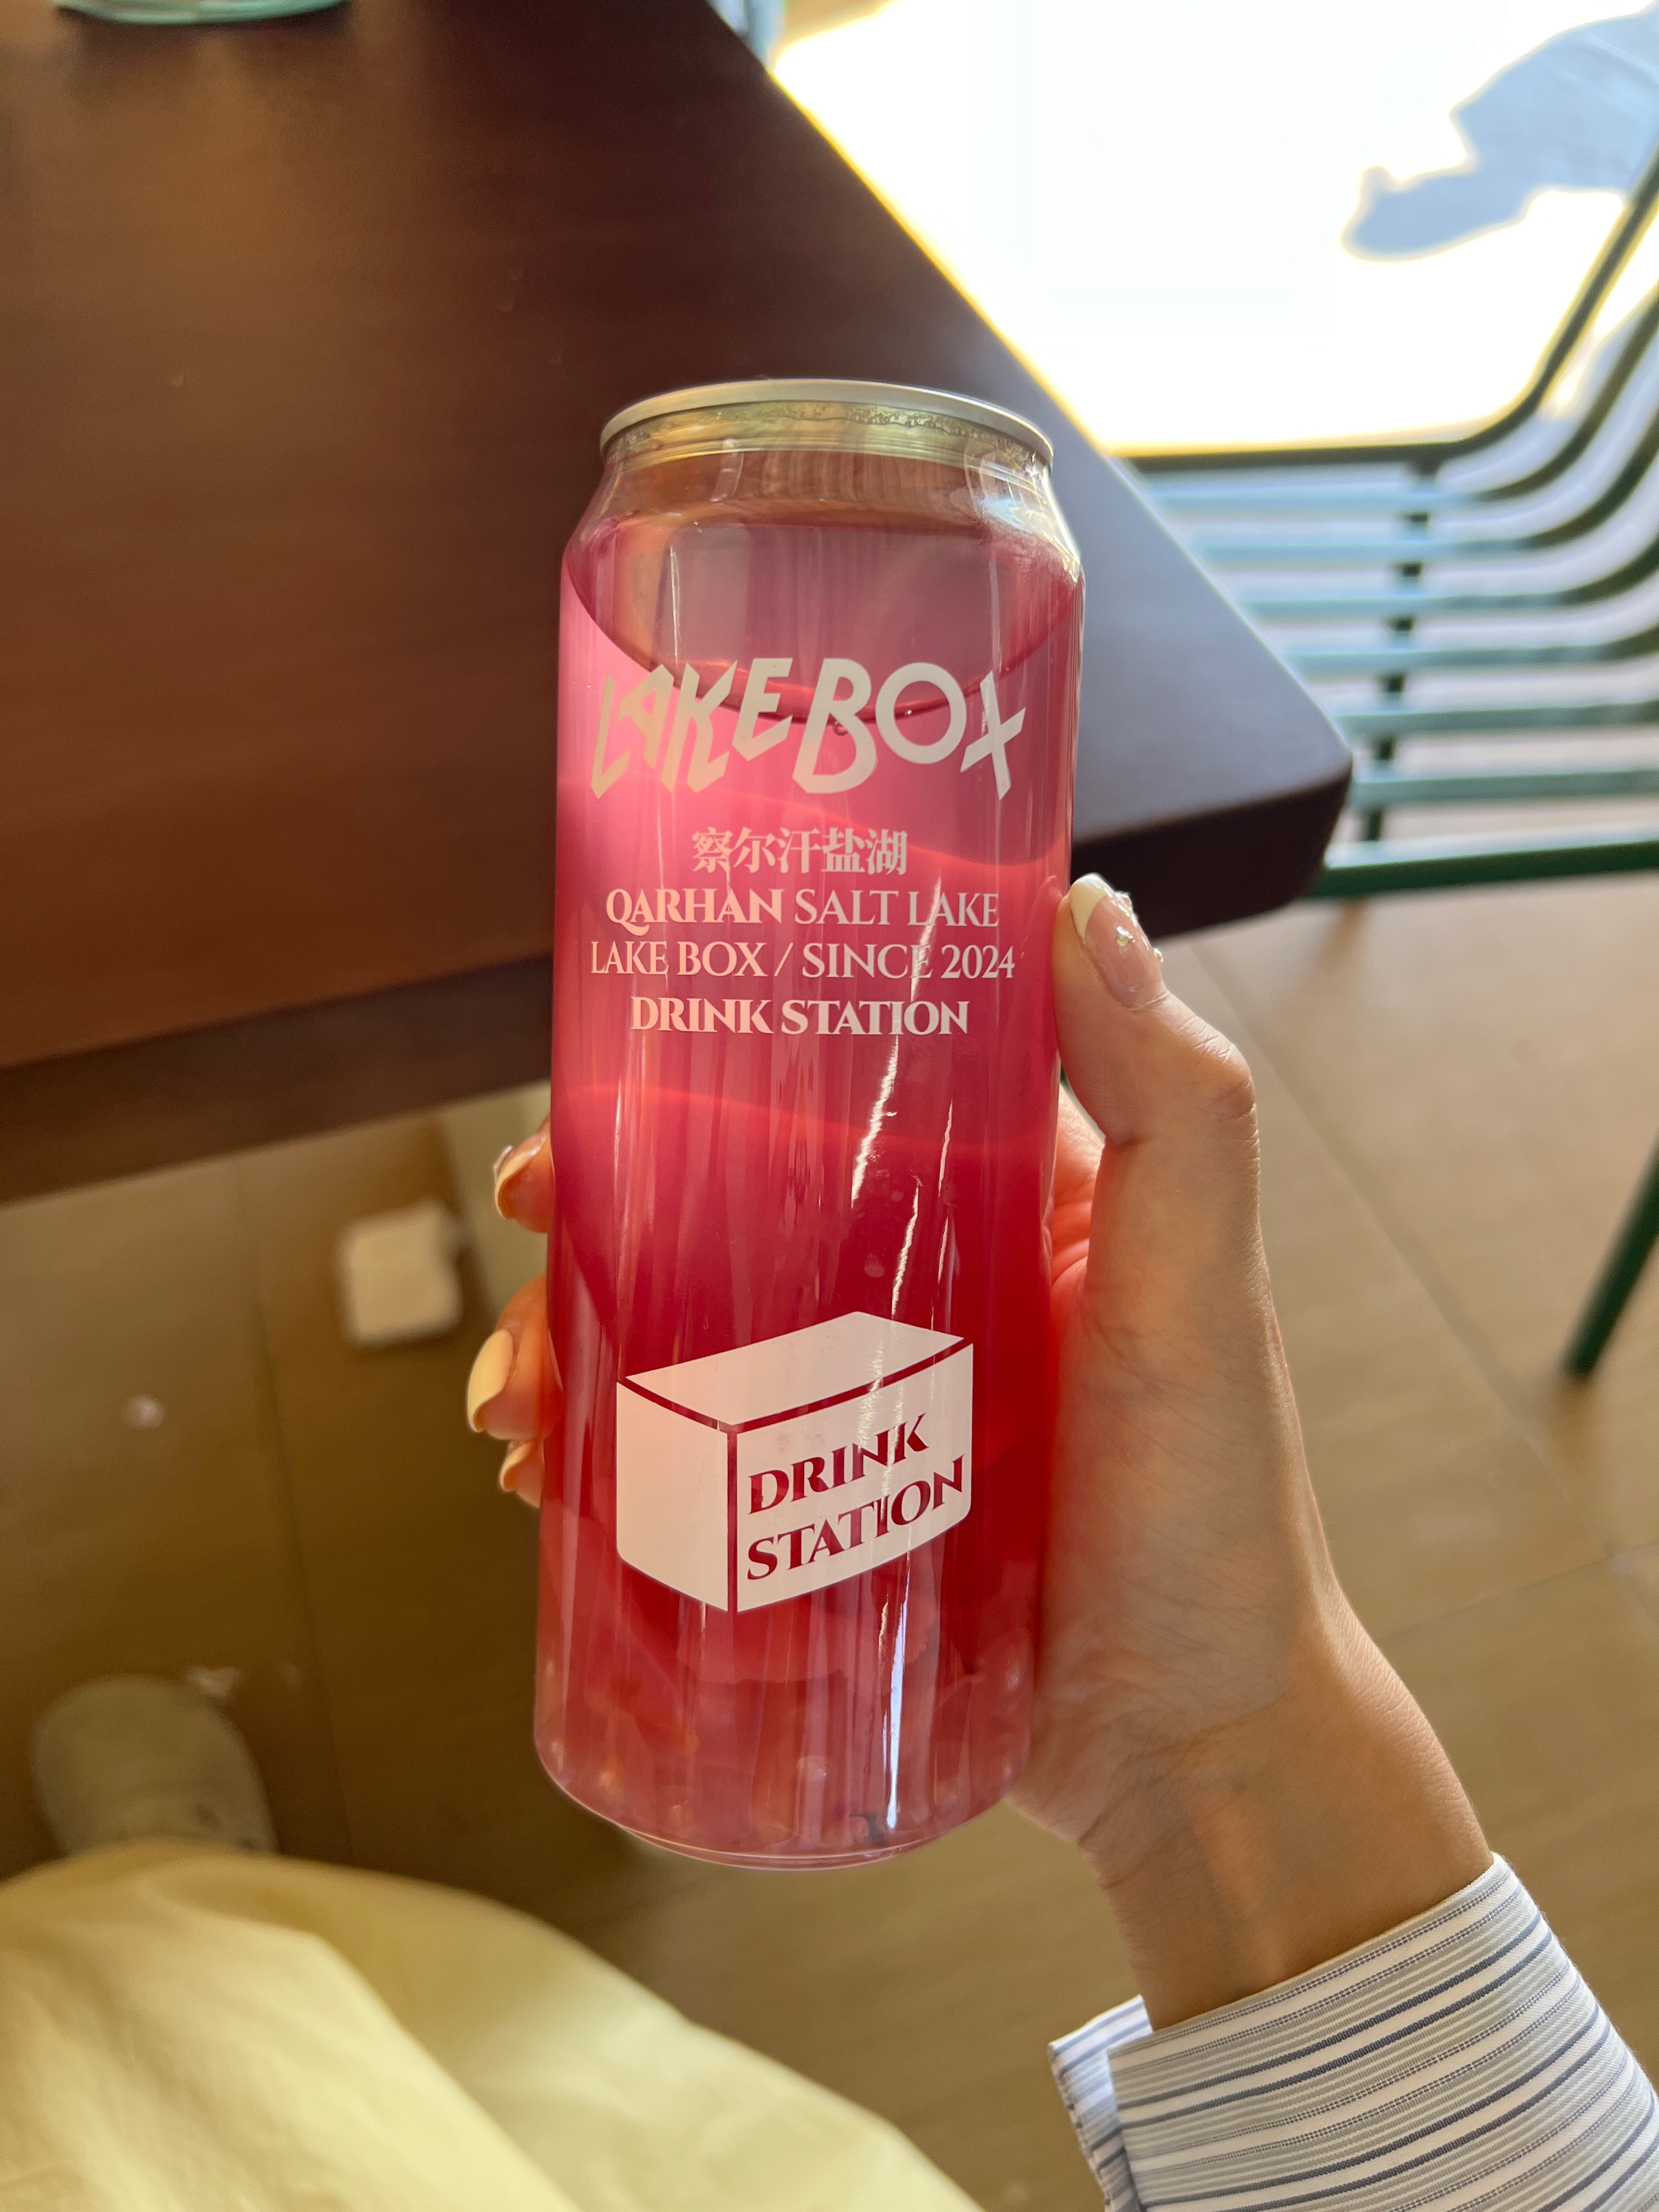 LAKEBOX
察尔汗盐湖
QARHAN SALT LAKE
LAKE BOX / SINCE 2024
DRINK STATION
DRINK
STATION